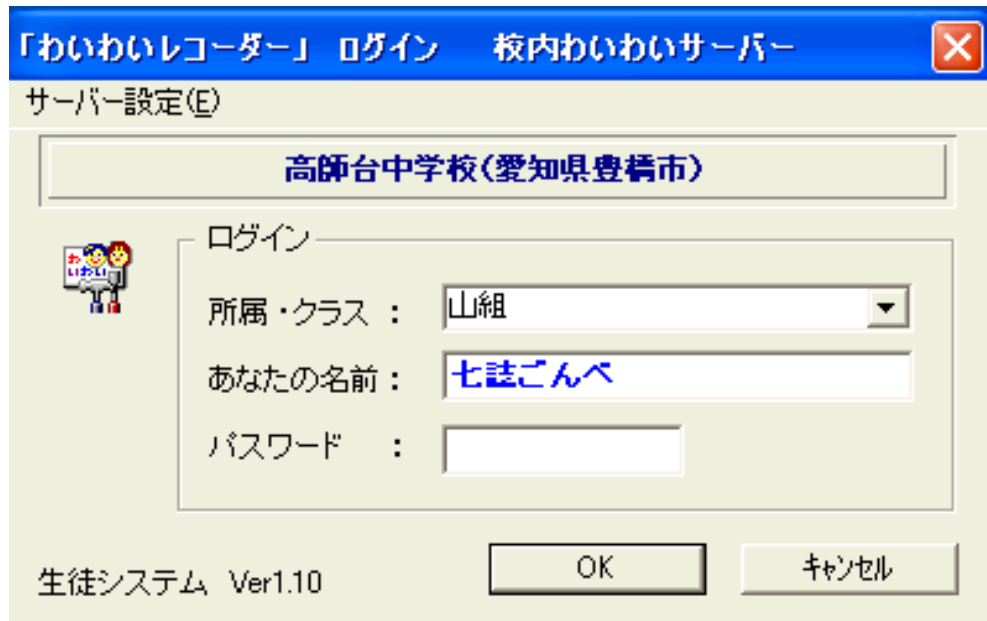 「わいわいレコーダー」 ログイン 校内わいわいサーバー
サーバー設定(E)
高師台中学校(愛知県豊橋市)
わいわい
ログイン
所属・クラス : 山組
あなたの名前: 七誌ごんべ
パスワード :
生徒システム Ver1.10
OK
キャンセル